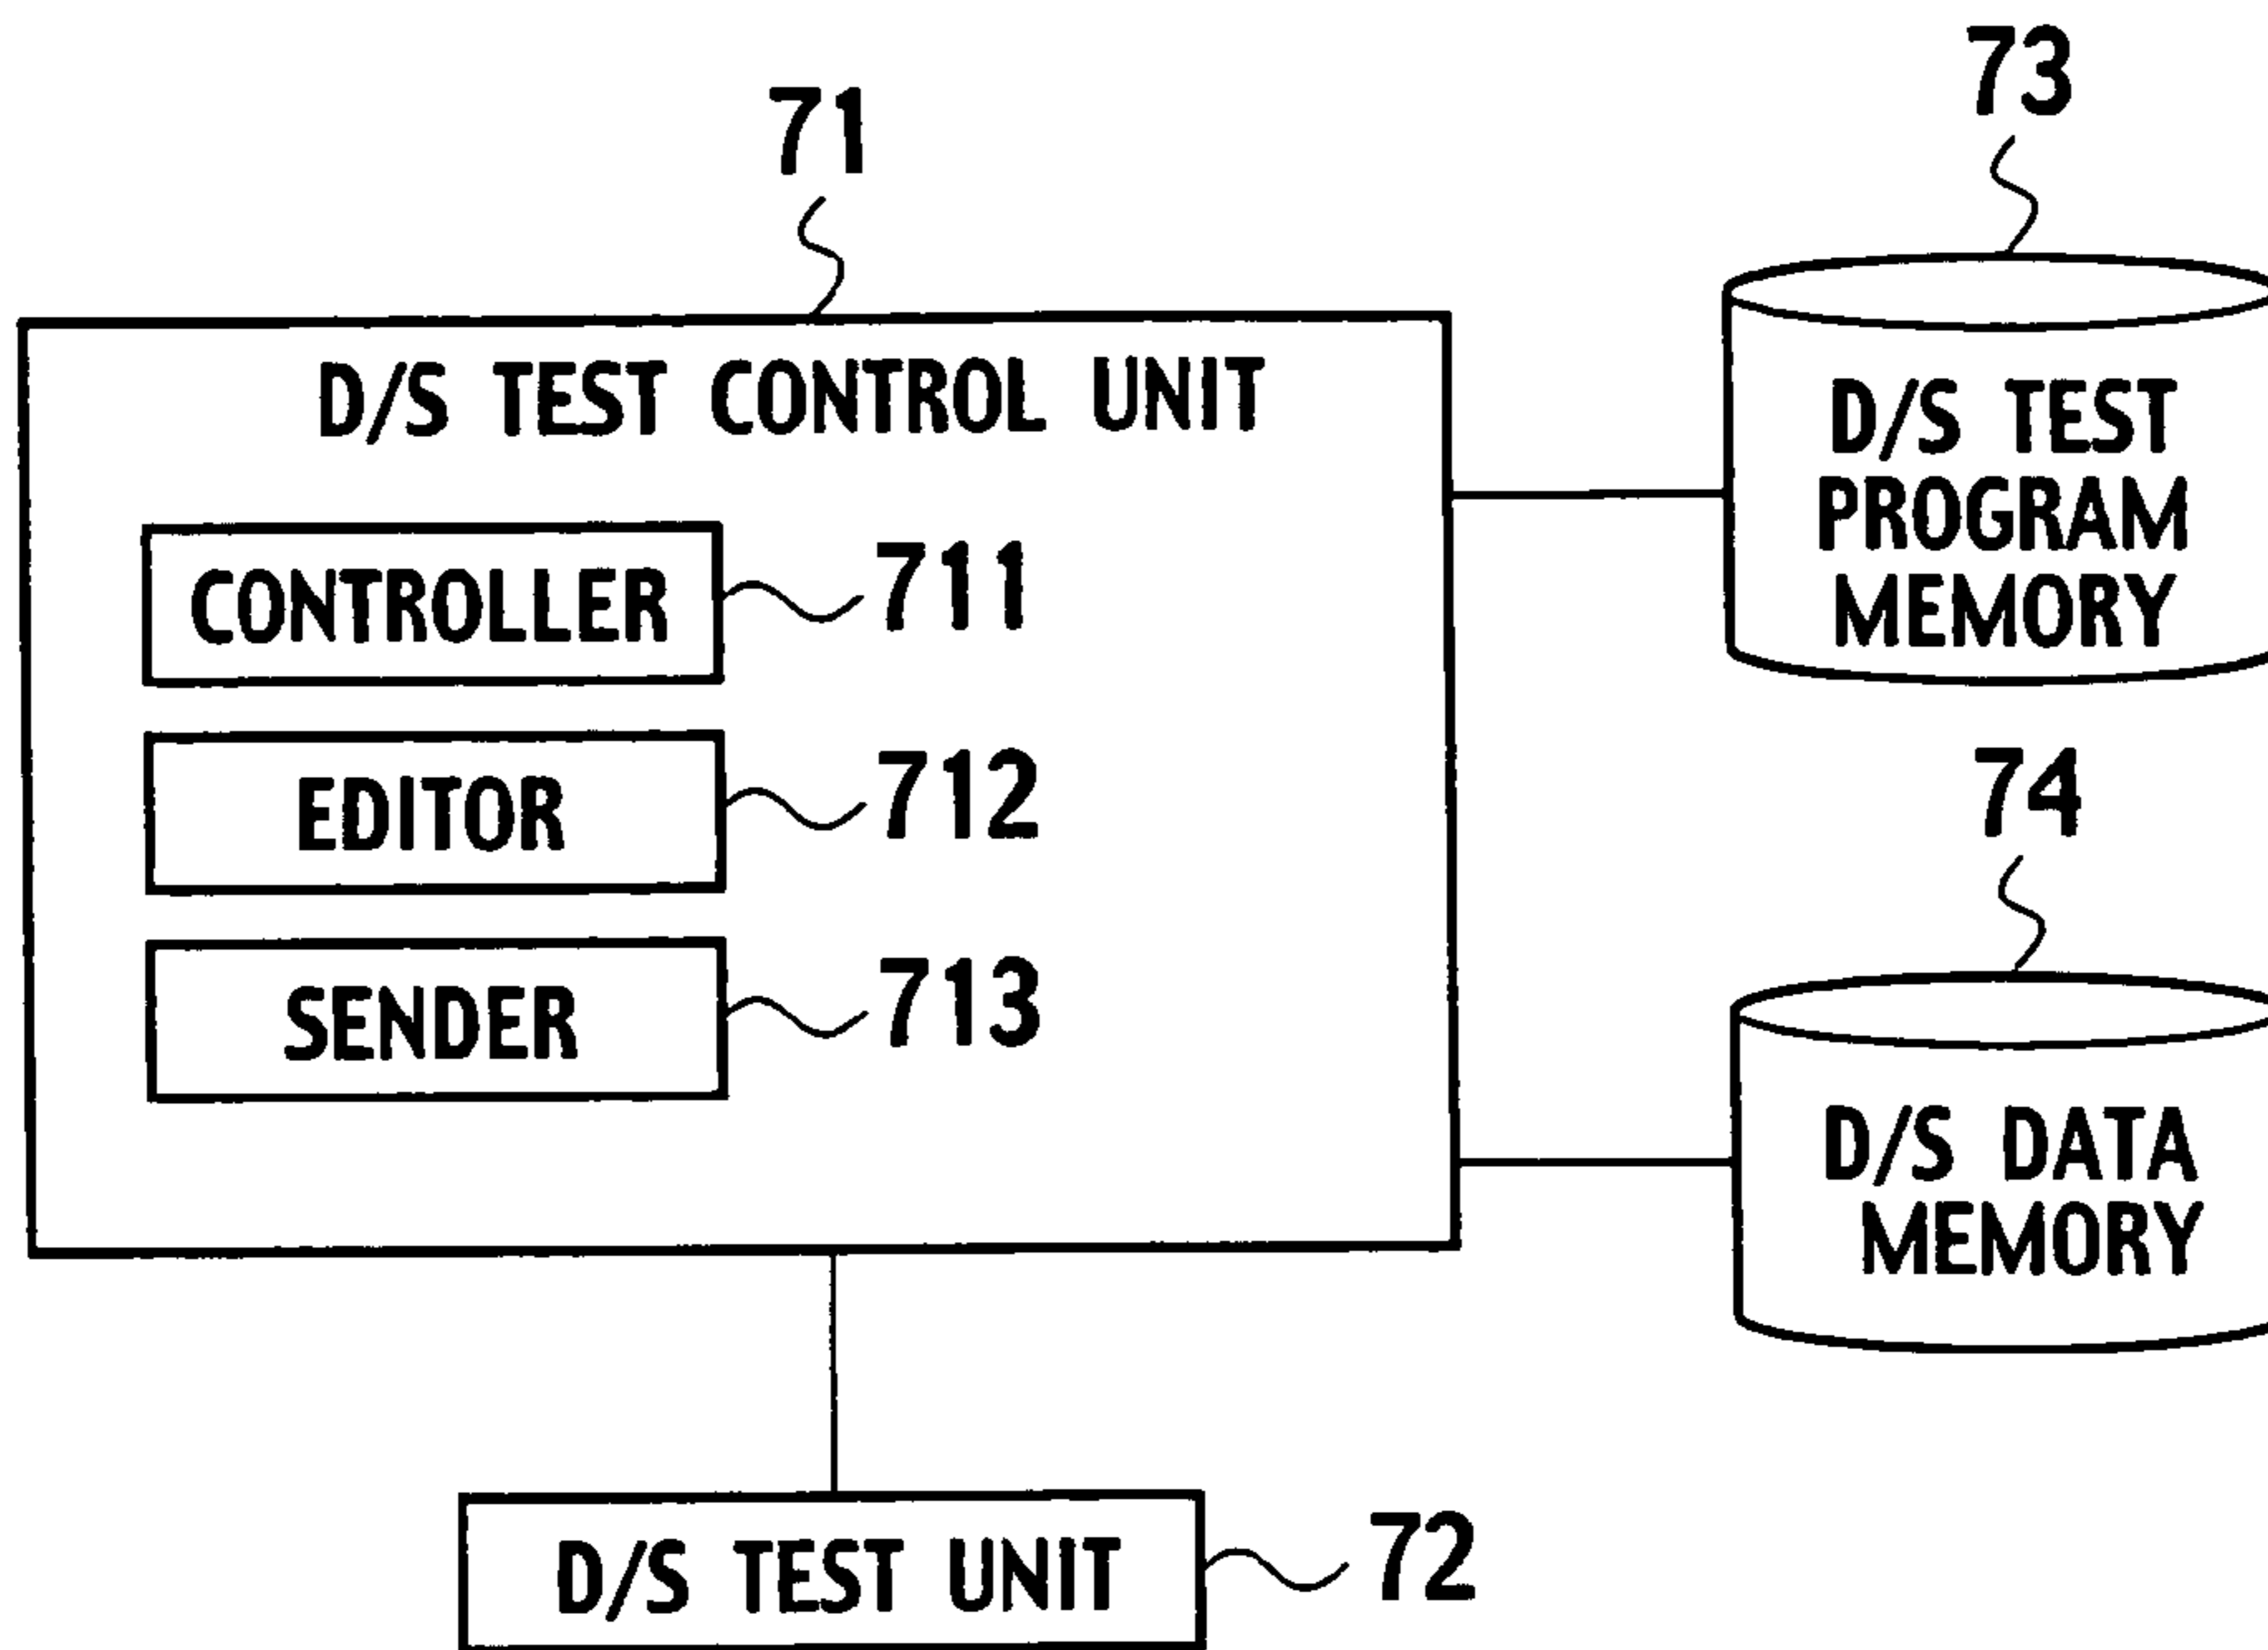 73
71
D/S TEST CONTROL UNIT
D/S TEST
PROGRAM
MEMORY
CONTROLLER 711
EDITOR 712
74
SENDER 713
D/S DATA
MEMORY
D/S TEST UNIT 72